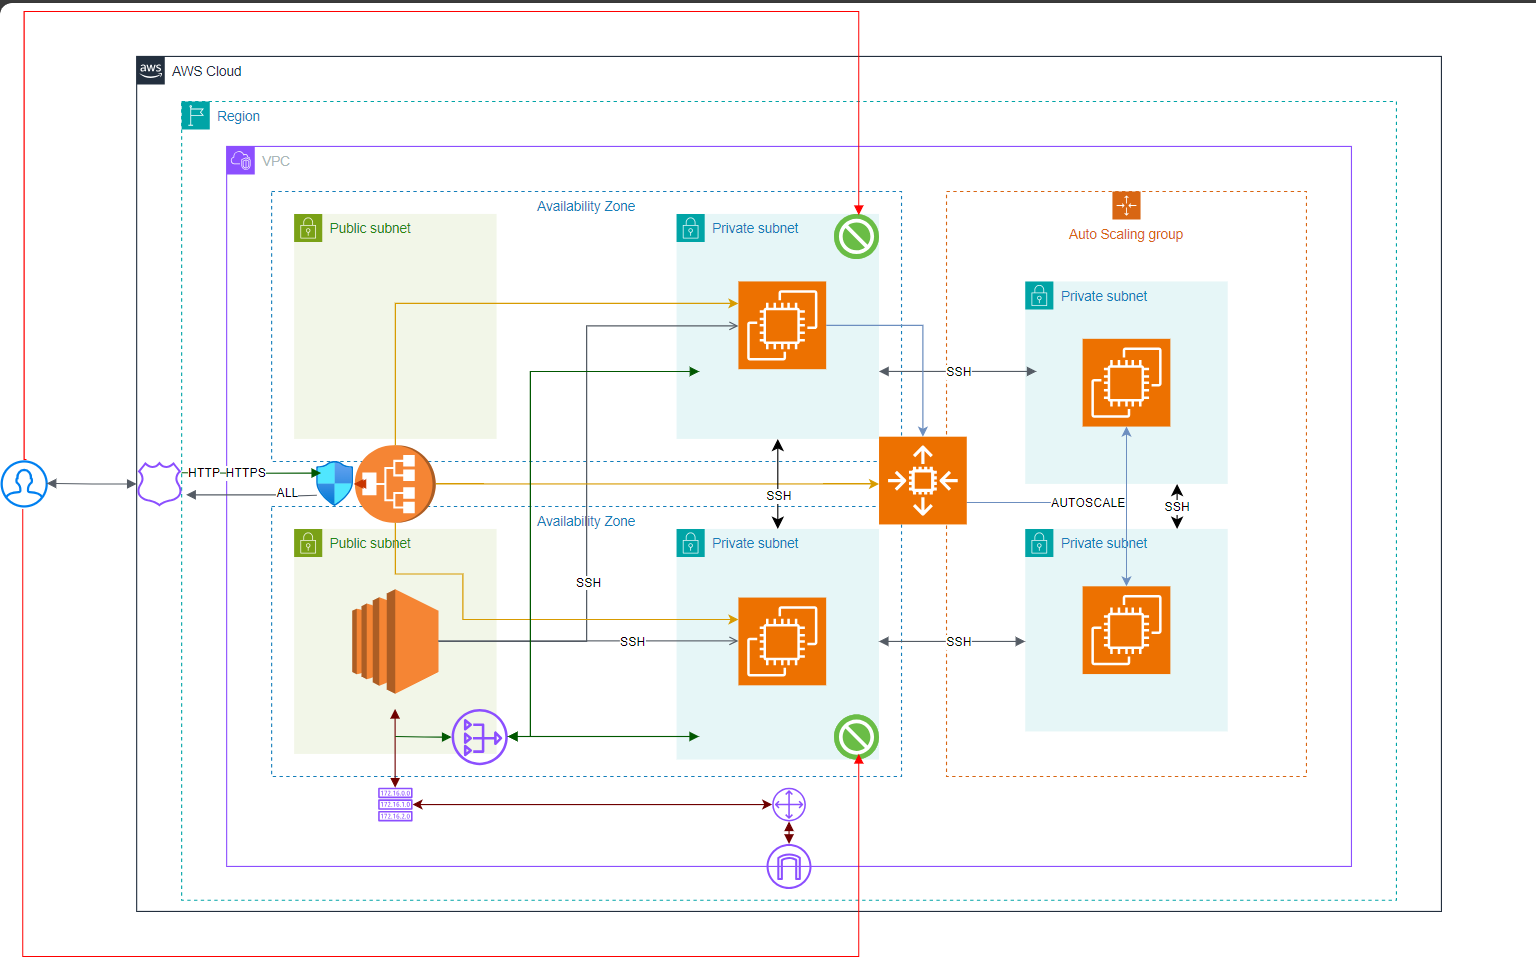 aws
AWS Cloud
Region
VPC
Availability Zone
Public subnet
Private subnet
Auto Scaling group
Private subnet
SSH
HTTP
HTTPS
ALL
SSH
AUTOSCALE
SSH
Availability Zone
Public subnet
Private subnet
Private subnet
SSH
SSH
SSH
172.16.0.0
172.16.1.0
172.16.2.0